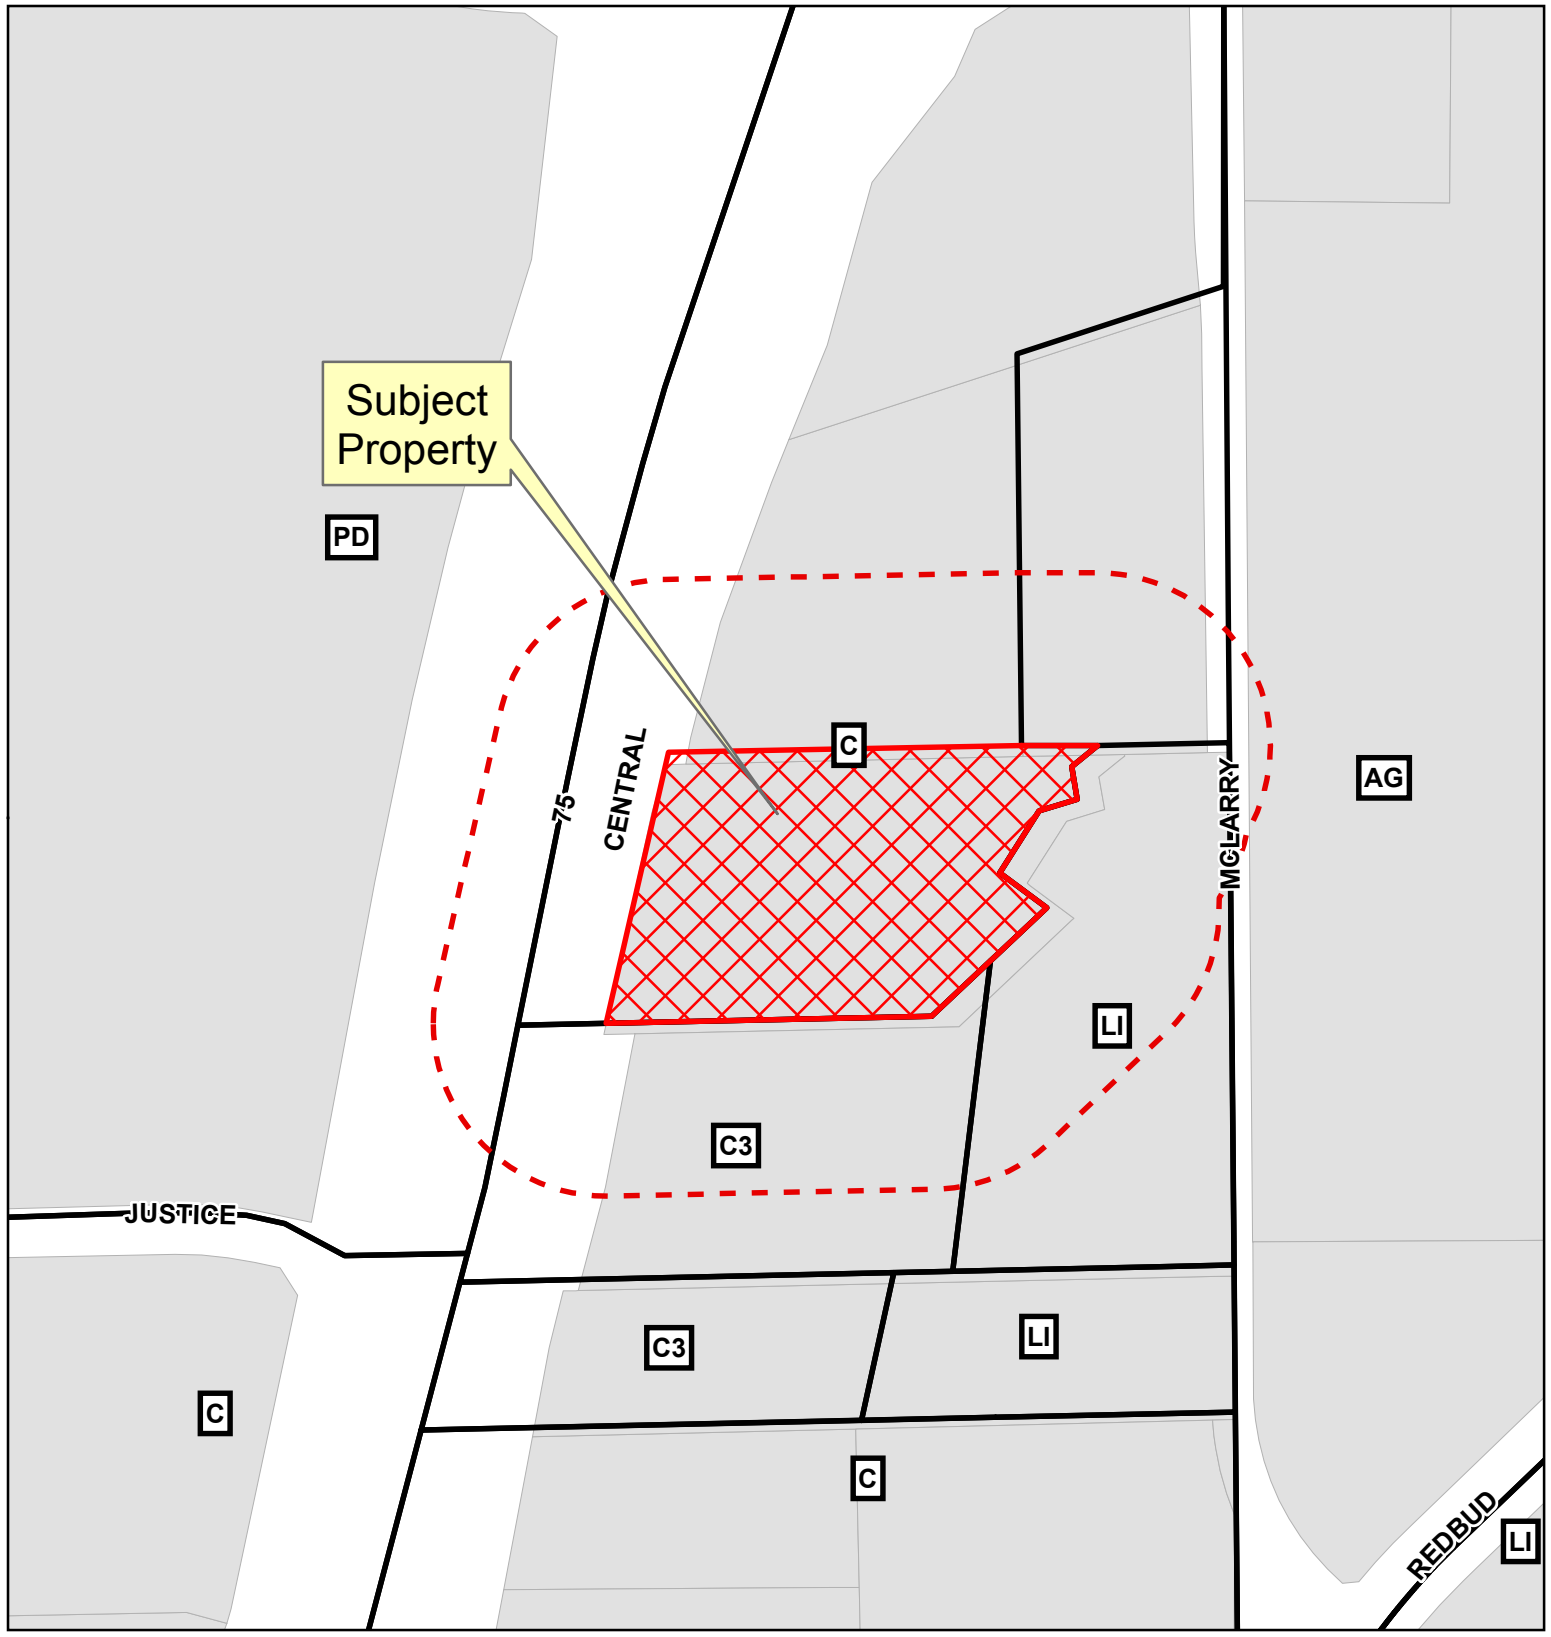 Subject
Property
PD
C
CENTRAL
75
AG
MCLARRY
LI
C3
JUSTICE
C3
LI
C
C
REDBUD
LI